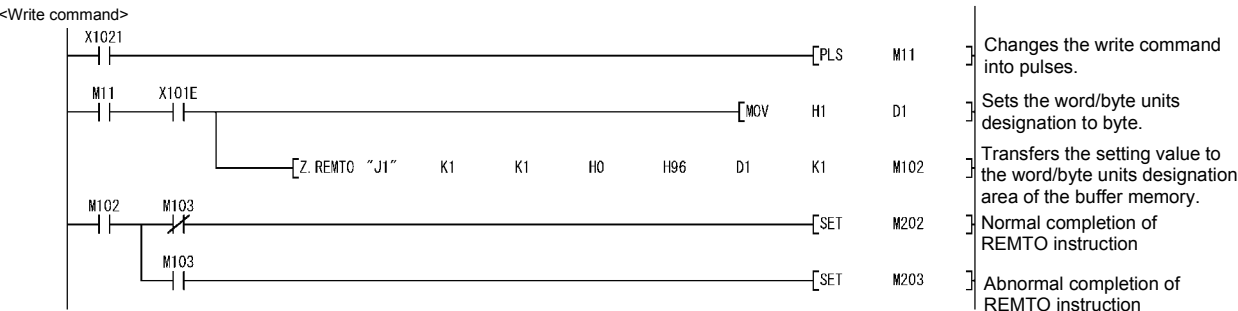 <Write command>
X1021
[PLS M11 ]
Changes the write command
into pulses.
M11 X101E
[MOV H1 D1 ]
Sets the word/byte units
designation to byte.
[Z.REMTO "J1" K1 K1 H0 H96 D1 K1 M102 ]
Transfers the setting value to
the word/byte units designation
area of the buffer memory.
M102 M103
[SET M202 ]
Normal completion of
REMTO instruction
M103
[SET M203 ]
Abnormal completion of
REMTO instruction